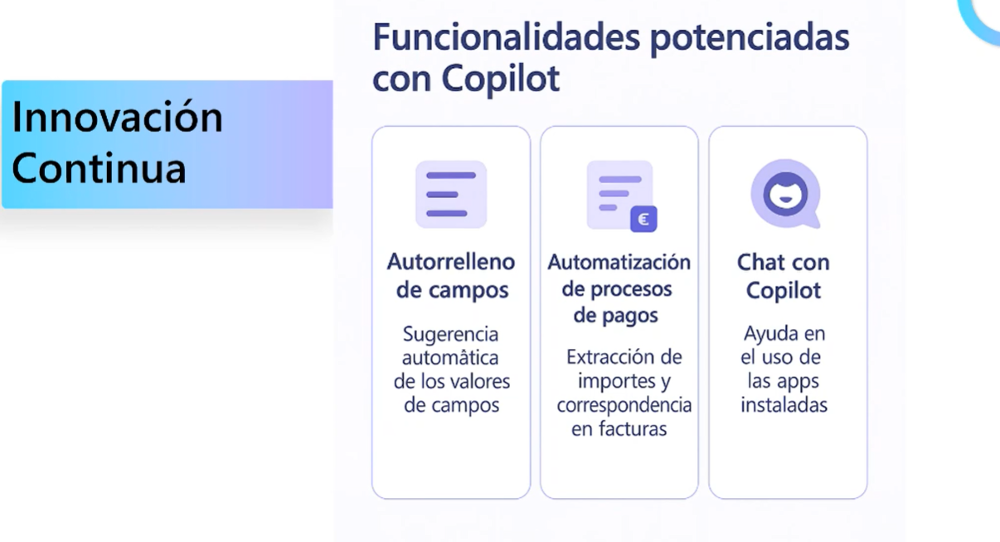 Innovación
Continua
Funcionalidades potenciadas
con Copilot
Autorrelleno
de campos
Sugerencia
automâtica
de los valores
de campos
Automatización
de procesos
de pagos
€
Extracción de
importes y
correspondencia
en facturas
Chat con
Copilot
Ayuda en
el uso de
las apps
instaladas